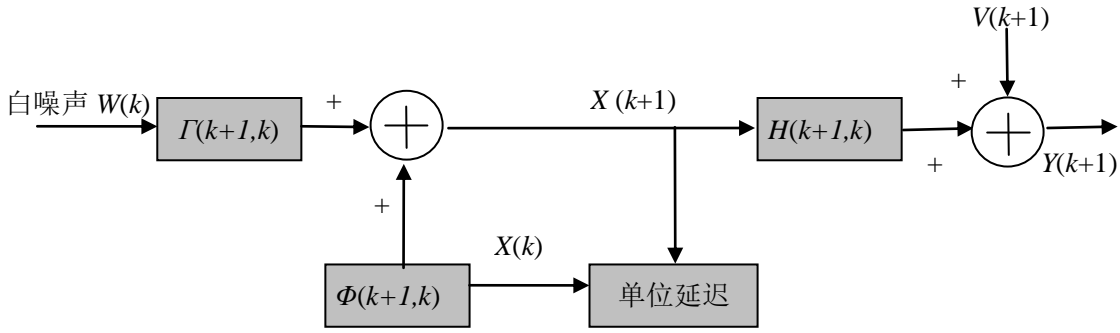 V(k+1)
白噪声 W(k)
+
X (k+1)
+
Γ(k+1,k)
H(k+1,k)
+
Y(k+1)
+
X(k)
Φ(k+1,k)
单位延迟